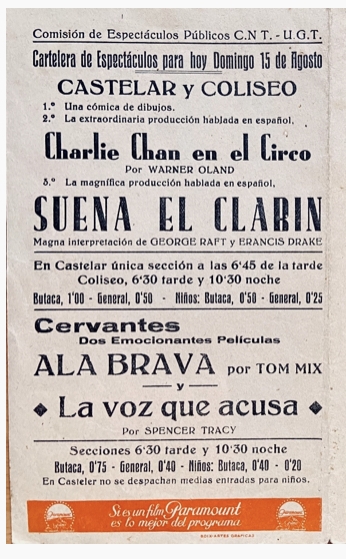 Comisión de Espectáculos Públicos C.N T. - U.G.T.
Cartelera de Espectáculos para hoy Domingo 15 de Agosto
CASTELAR y COLISEO
1.º Una cómica de dibujos.
2.º La extraordinaria producción hablada en español,
Charlie Chan en el Circo
Por WARNER OLAND
3.º La magnífica producción hablada en español,
SUENA EL CLARIN
Magna interpretación de GEORGE RAFT y FRANCIS DRAKE
En Castelar única sección a las 6'45 de la tarde
Coliseo, 6'30 tarde y 10'30 noche
Butaca, 1'00 - General, 0'50 - Niños: Butaca, 0'50 - General, 0'25
Cervantes
Dos Emocionantes Películas
ALA BRAVA por TOM MIX
y
La voz que acusa
Por SPENCER TRACY
Secciones 6'30 tarde y 10'30 noche
Butaca, 0'75 - General, 0'40 - Niños: Butaca, 0'40 - 0'20
En Casteler no se despachan medias entradas para niños.
Paramount
Si es un film Paramount
es lo mejor del programa
Paramount